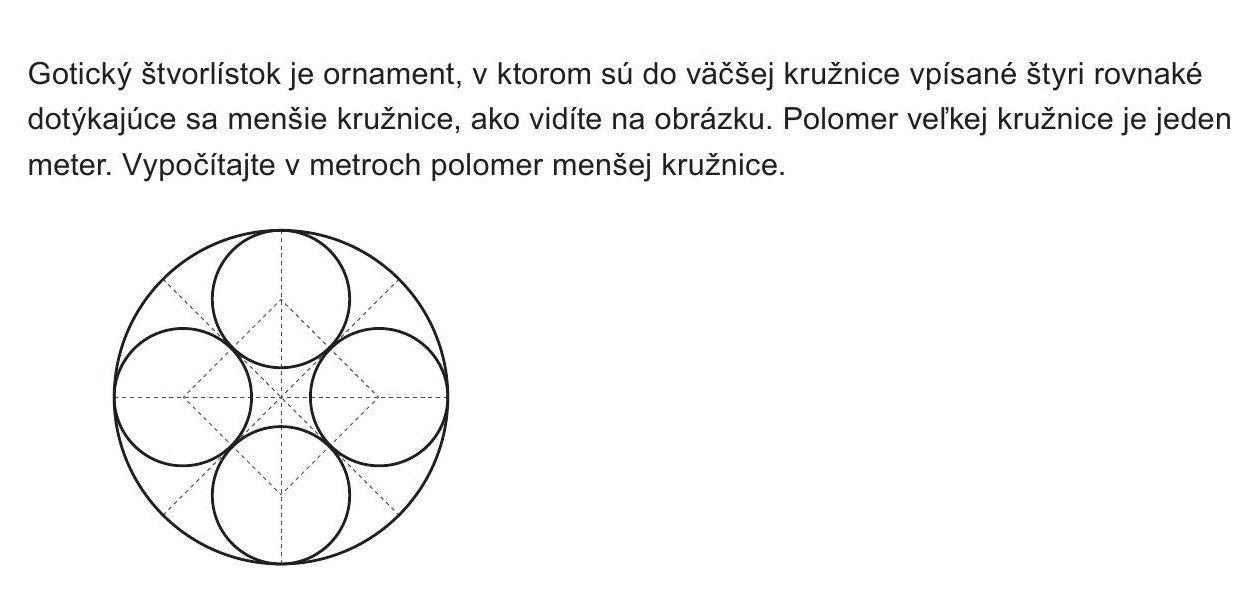 Gotický štvorlístok je ornament, v ktorom sú do väčšej kružnice vpísané štyri rovnaké
dotýkajúce sa menšie kružnice, ako vidíte na obrázku. Polomer veľkej kružnice je jeden
meter. Vypočítajte v metroch polomer menšej kružnice.